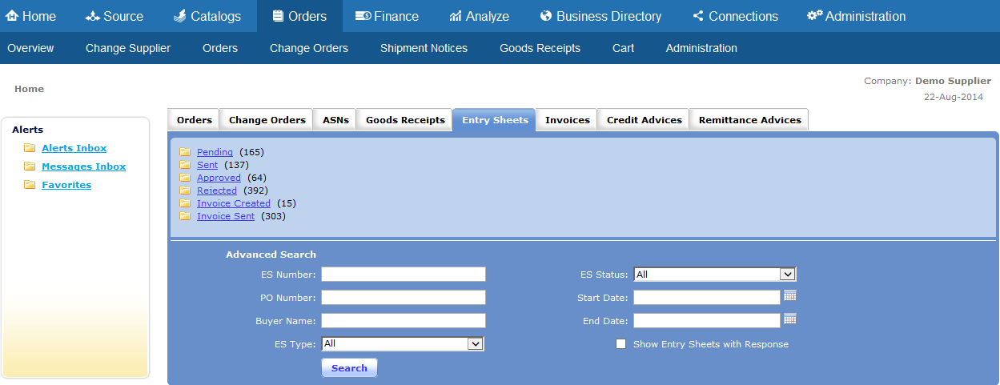 Home Source Catalogs Orders Finance Analyze Business Directory Connections Administration
Overview Change Supplier Orders Change Orders Shipment Notices Goods Receipts Cart Administration
Company: Demo Supplier
Home
22-Aug-2014
Alerts
Alerts Inbox
Messages Inbox
Favorites
Orders Change Orders ASNs Goods Receipts Entry Sheets Invoices Credit Advices Remittance Advices
Pending (165)
Sent (137)
Approved (64)
Rejected (392)
Invoice Created (15)
Invoice Sent (303)
Advanced Search
ES Number: ES Status: All
PO Number: Start Date:
Buyer Name: End Date:
ES Type: All Show Entry Sheets with Response
Search